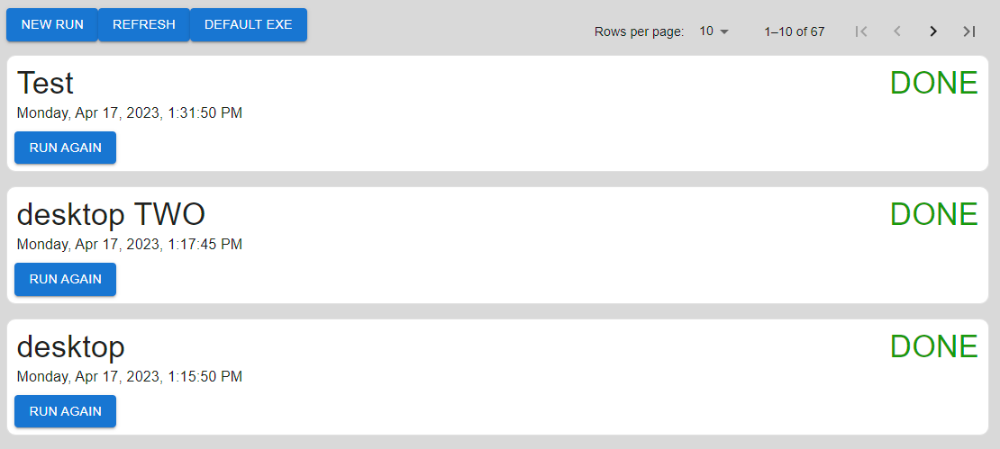 NEW RUN REFRESH DEFAULT EXE Rows per page: 10 1–10 of 67
Test DONE
Monday, Apr 17, 2023, 1:31:50 PM
RUN AGAIN
desktop TWO DONE
Monday, Apr 17, 2023, 1:17:45 PM
RUN AGAIN
desktop DONE
Monday, Apr 17, 2023, 1:15:50 PM
RUN AGAIN